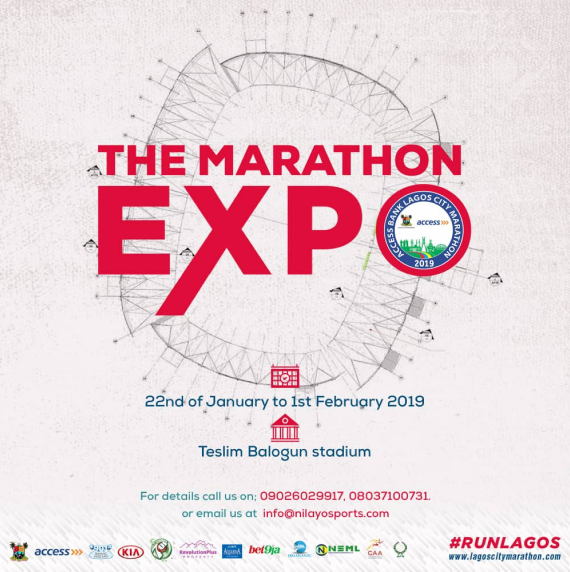 THE MARATHON
EXPO
ACCESS BANK LAGOS CITY MARATHON
access
2019
22nd of January to 1st February 2019
Teslim Balogun stadium
For details call us on; 09026029917, 08037100731.
or email us at info@nilayosports.com
access KIA RevolutionPlus bet9ja NEML CAA
#RUNLAGOS
www.lagoscitymarathon.com